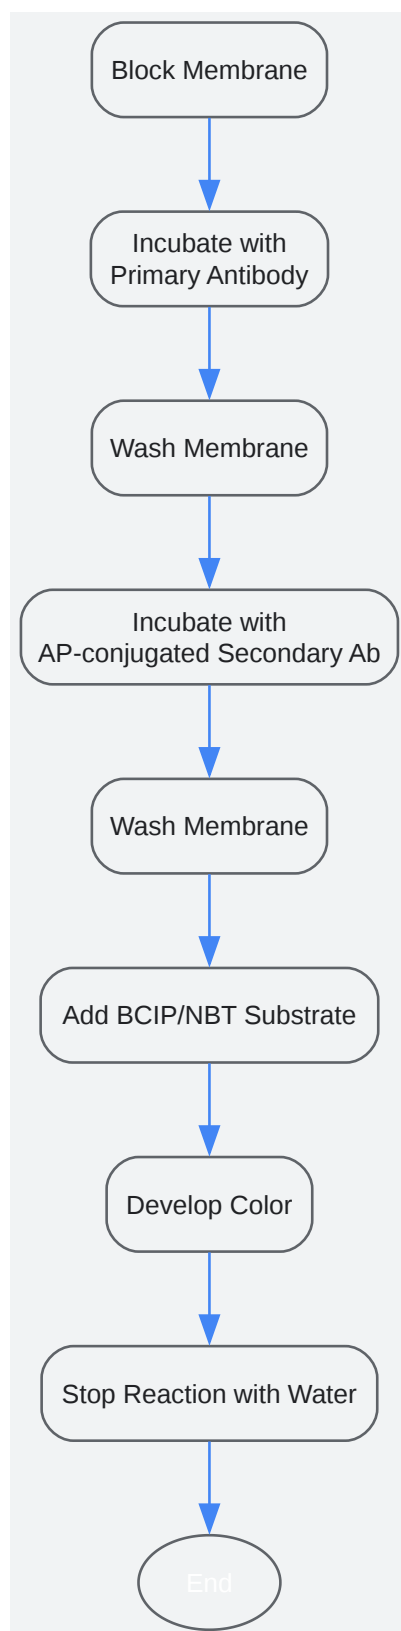 Block Membrane
Incubate with
Primary Antibody
Wash Membrane
Incubate with
AP-conjugated Secondary Ab
Wash Membrane
Add BCIP/NBT Substrate
Develop Color
Stop Reaction with Water
End